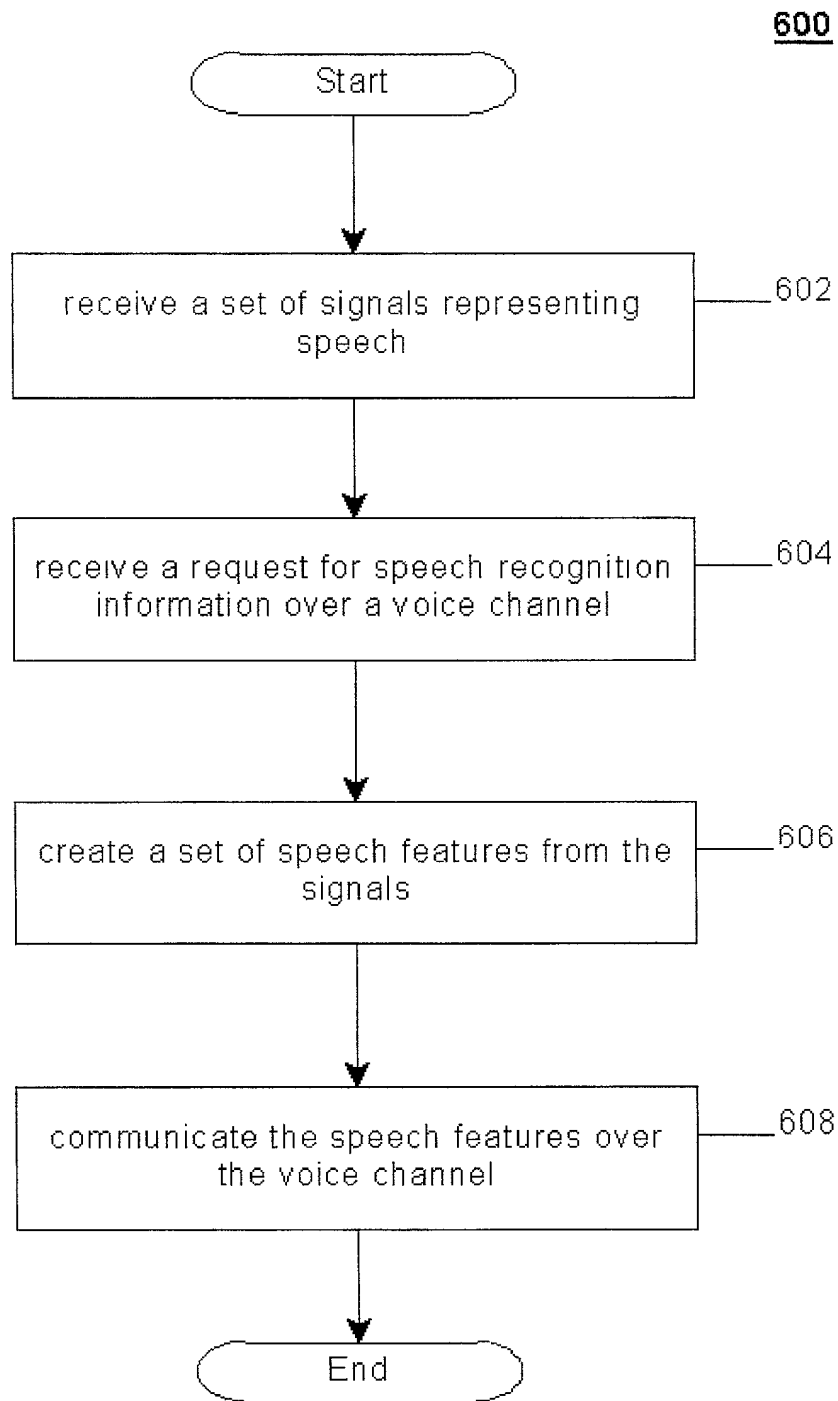 600
Start
receive a set of signals representing
speech
602
receive a request for speech recognition
information over a voice channel
604
create a set of speech features from the
signals
606
communicate the speech features over
the voice channel
608
End